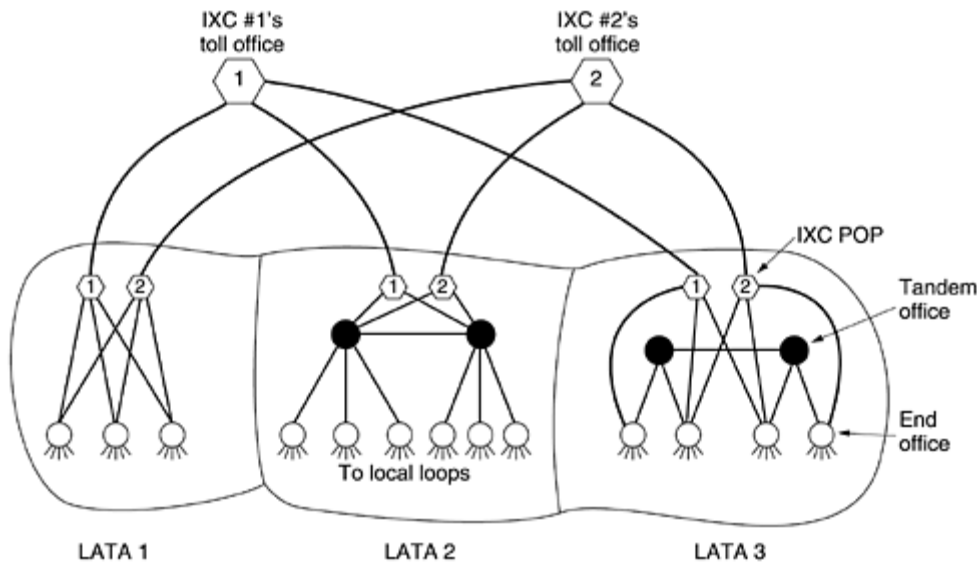 IXC #1's
toll office
IXC #2's
toll office
1
2
IXC POP
1
2
1
2
1
2
Tandem
office
End
office
To local loops
LATA 1
LATA 2
LATA 3